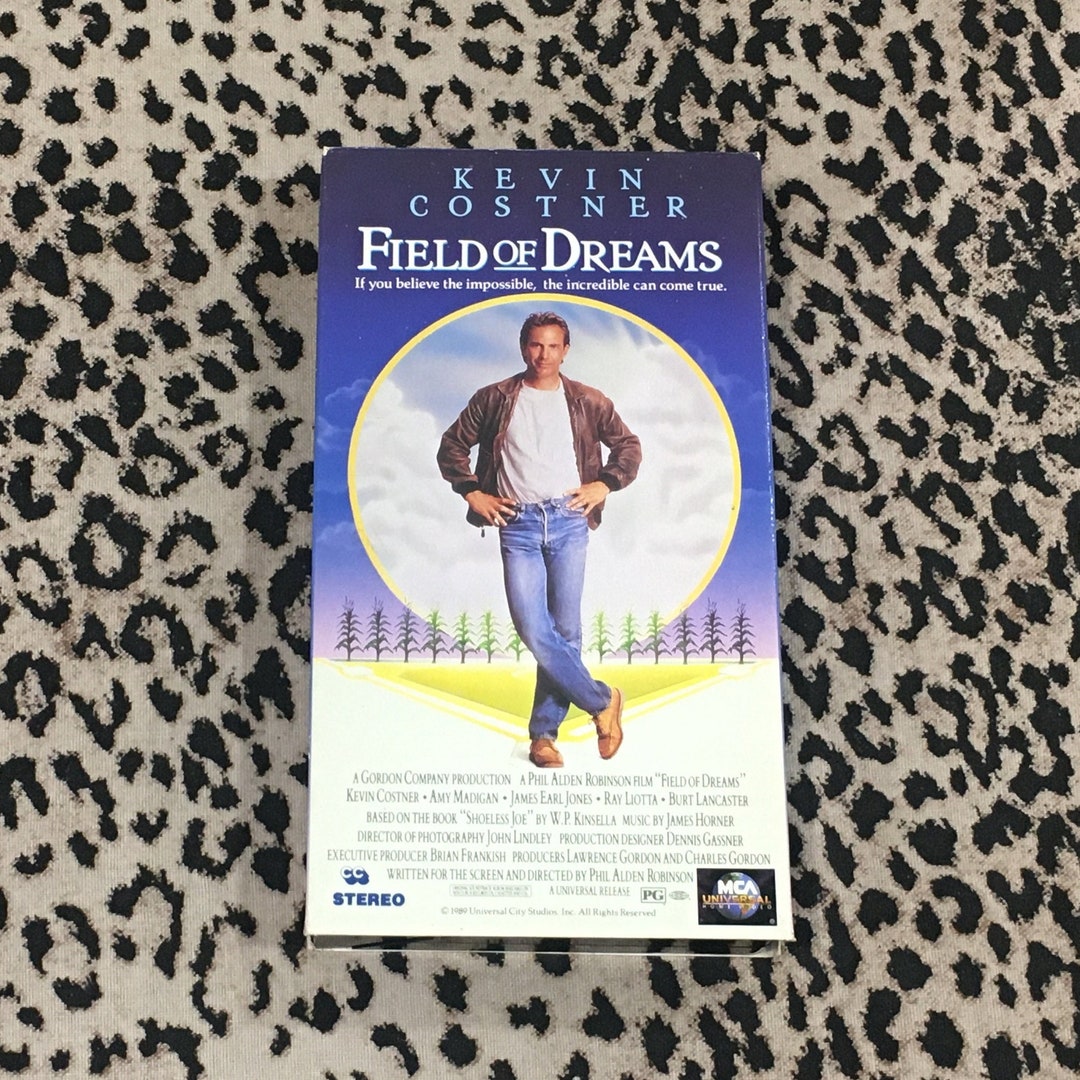 KEVIN
COSTNER
FIELD OF DREAMS
If you believe the impossible, the incredible can come true.
A GORDON COMPANY PRODUCTION A PHIL ALDEN ROBINSON FILM "FIELD OF DREAMS"
KEVIN COSTNER • AMY MADIGAN • JAMES EARL JONES • RAY LIOTTA • BURT LANCASTER
BASED ON THE BOOK "SHOELESS JOE" BY W.P. KINSELLA MUSIC BY JAMES HORNER
DIRECTOR OF PHOTOGRAPHY JOHN LINDLEY PRODUCTION DESIGNER DENNIS GASSNER
EXECUTIVE PRODUCER BRIAN FRANKISH PRODUCERS LAWRENCE GORDON AND CHARLES GORDON
WRITTEN FOR THE SCREEN AND DIRECTED BY PHIL ALDEN ROBINSON
CC
STEREO
A UNIVERSAL RELEASE PG
© 1989 Universal City Studios, Inc. All Rights Reserved
MCA
UNIVERSAL
HOME VIDEO